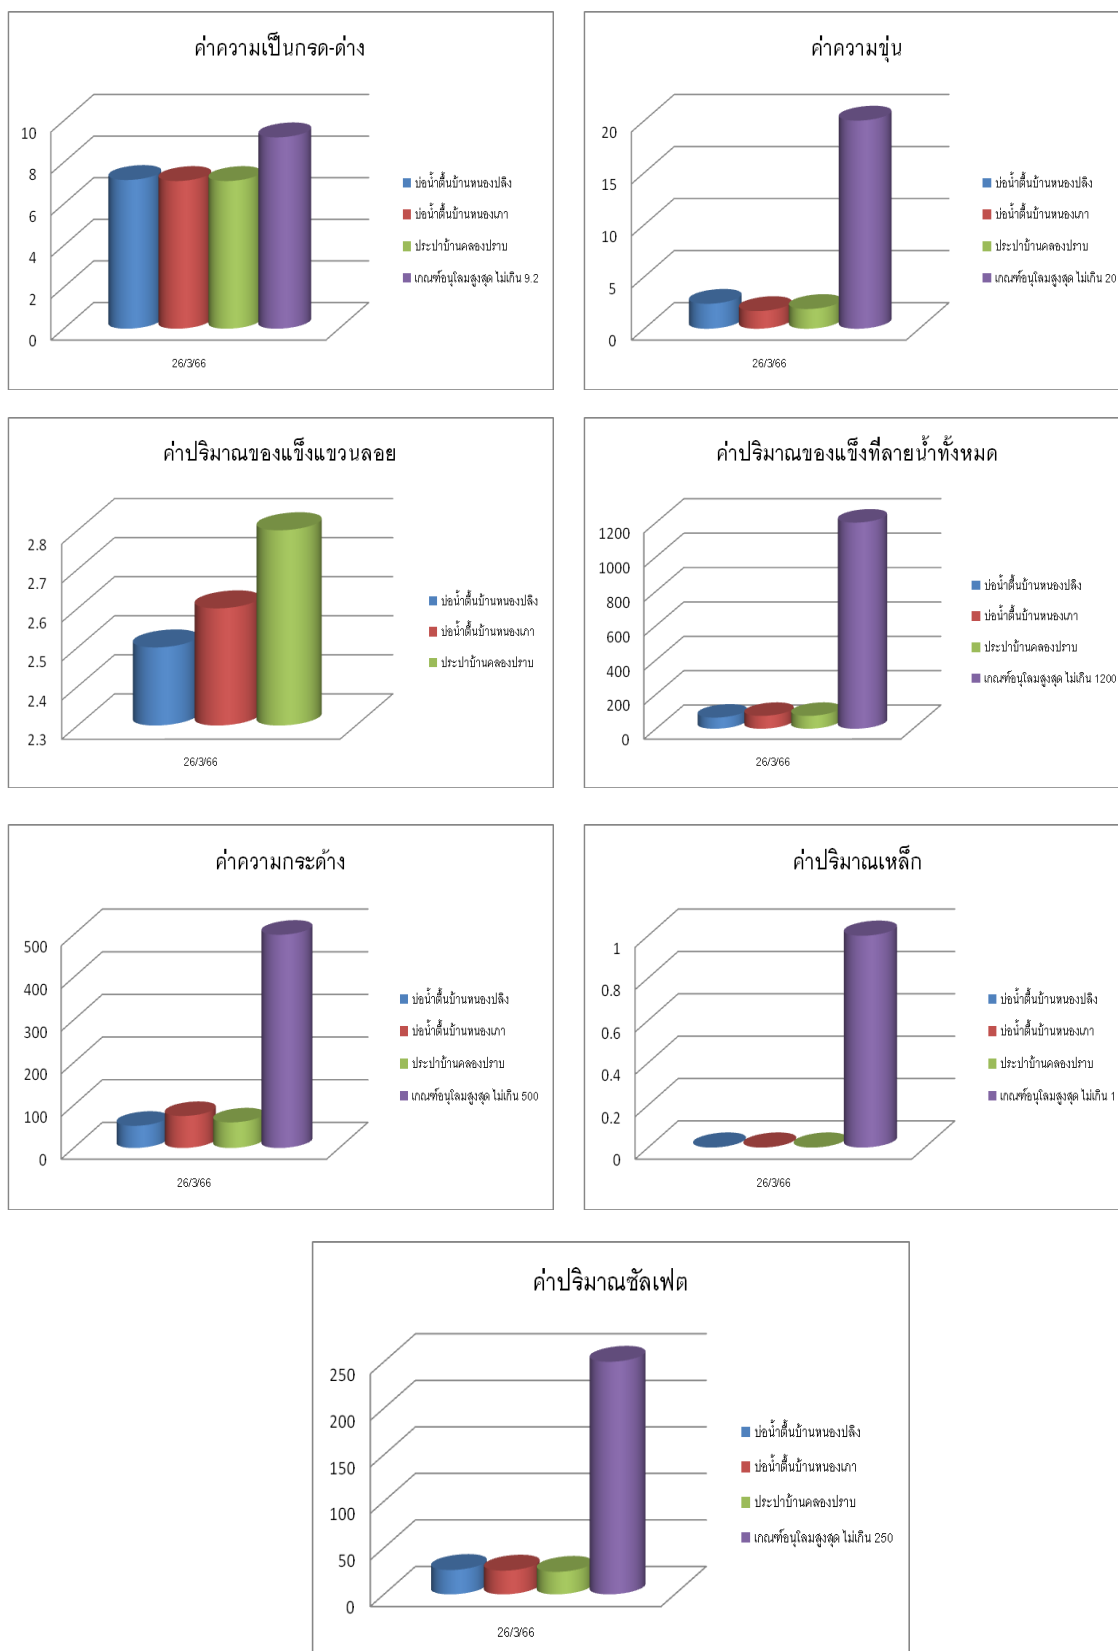 ค่าความเป็นกรด-ด่าง
10
8
6
4
2
0
26/3/66
บ่อน้ำตื้นบ้านหนองปลิง
บ่อน้ำตื้นบ้านหนองเภา
ประปาบ้านคลองปราบ
เกณฑ์อนุโลมสูงสุด ไม่เกิน 9.2
ค่าความขุ่น
20
15
10
5
0
26/3/66
บ่อน้ำตื้นบ้านหนองปลิง
บ่อน้ำตื้นบ้านหนองเภา
ประปาบ้านคลองปราบ
เกณฑ์อนุโลมสูงสุด ไม่เกิน 20
ค่าปริมาณของแข็งแขวนลอย
2.8
2.7
2.6
2.5
2.4
2.3
26/3/66
บ่อน้ำตื้นบ้านหนองปลิง
บ่อน้ำตื้นบ้านหนองเภา
ประปาบ้านคลองปราบ
ค่าปริมาณของแข็งที่ลายน้ำทั้งหมด
1200
1000
800
600
400
200
0
26/3/66
บ่อน้ำตื้นบ้านหนองปลิง
บ่อน้ำตื้นบ้านหนองเภา
ประปาบ้านคลองปราบ
เกณฑ์อนุโลมสูงสุด ไม่เกิน 1200
ค่าความกระด้าง
500
400
300
200
100
0
26/3/66
บ่อน้ำตื้นบ้านหนองปลิง
บ่อน้ำตื้นบ้านหนองเภา
ประปาบ้านคลองปราบ
เกณฑ์อนุโลมสูงสุด ไม่เกิน 500
ค่าปริมาณเหล็ก
1
0.8
0.6
0.4
0.2
0
26/3/66
บ่อน้ำตื้นบ้านหนองปลิง
บ่อน้ำตื้นบ้านหนองเภา
ประปาบ้านคลองปราบ
เกณฑ์อนุโลมสูงสุด ไม่เกิน 1
ค่าปริมาณซัลเฟต
250
200
150
100
50
0
26/3/66
บ่อน้ำตื้นบ้านหนองปลิง
บ่อน้ำตื้นบ้านหนองเภา
ประปาบ้านคลองปราบ
เกณฑ์อนุโลมสูงสุด ไม่เกิน 250